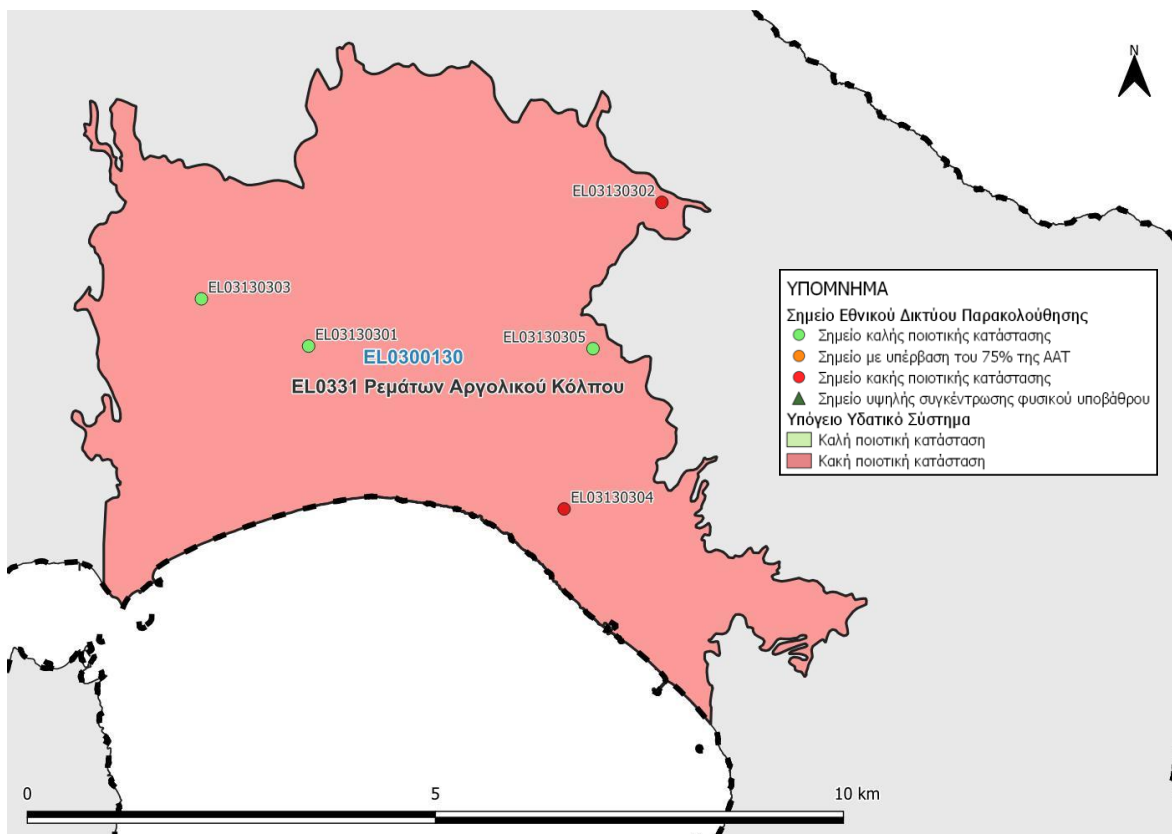 N
EL03130302
EL03130303
EL03130301
EL03130305
EL0300130
EL0331 Ρεμάτων Αργολικού Κόλπου
EL03130304
ΥΠΟΜΝΗΜΑ
Σημείο Εθνικού Δικτύου Παρακολούθησης
Σημείο καλής ποιοτικής κατάστασης
Σημείο με υπέρβαση του 75% της ΑΑΤ
Σημείο κακής ποιοτικής κατάστασης
Σημείο υψηλής συγκέντρωσης φυσικού υποβάθρου
Υπόγειο Υδατικό Σύστημα
Καλή ποιοτική κατάσταση
Κακή ποιοτική κατάσταση
0 5 10 km